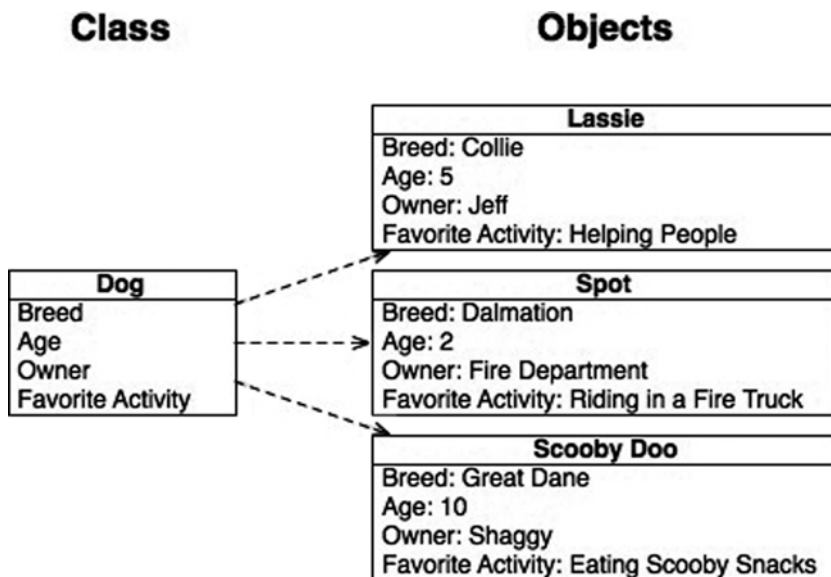 Class
Objects
Dog
Breed
Age
Owner
Favorite Activity
Lassie
Breed: Collie
Age: 5
Owner: Jeff
Favorite Activity: Helping People
Spot
Breed: Dalmation
Age: 2
Owner: Fire Department
Favorite Activity: Riding in a Fire Truck
Scooby Doo
Breed: Great Dane
Age: 10
Owner: Shaggy
Favorite Activity: Eating Scooby Snacks